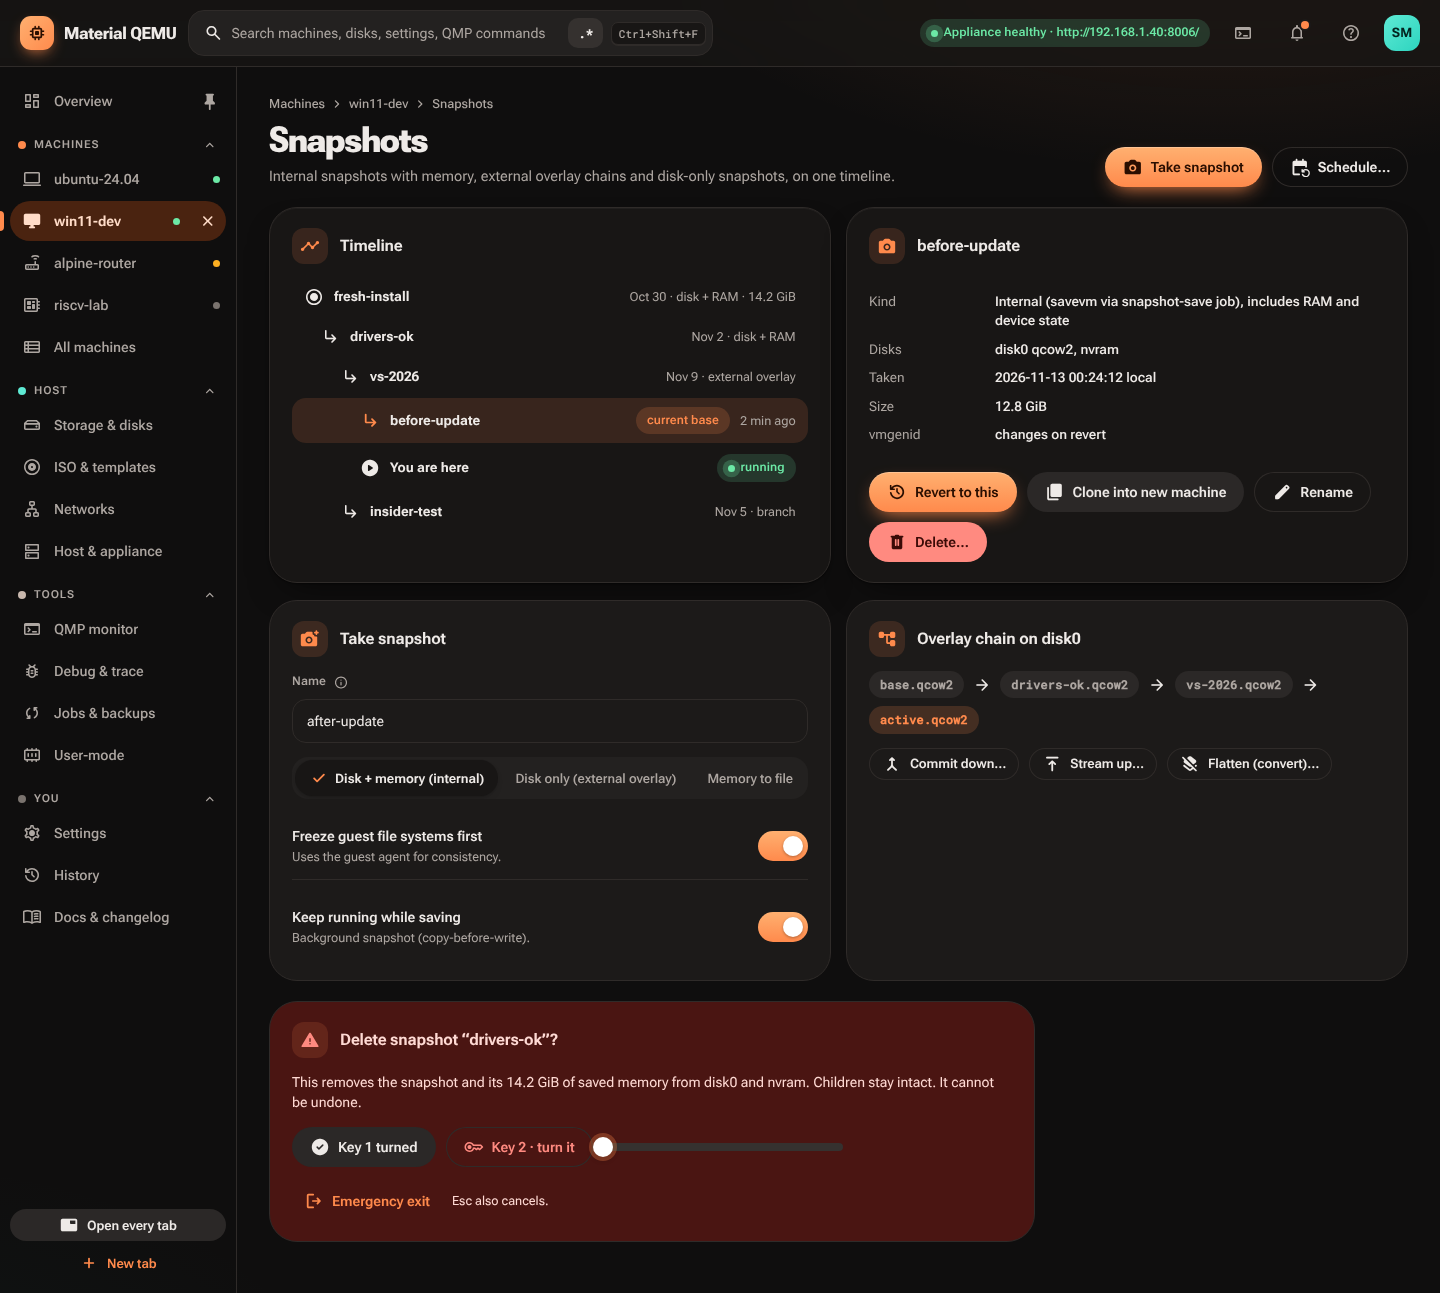 Material QEMU
Search machines, disks, settings, QMP commands
.*
Ctrl+Shift+F
Appliance healthy · http://192.168.1.40:8006/
SM
Overview
MACHINES
ubuntu-24.04
win11-dev
alpine-router
riscv-lab
All machines
HOST
Storage & disks
ISO & templates
Networks
Host & appliance
TOOLS
QMP monitor
Debug & trace
Jobs & backups
User-mode
YOU
Settings
History
Docs & changelog
Open every tab
New tab
Machines > win11-dev > Snapshots
Snapshots
Internal snapshots with memory, external overlay chains and disk-only snapshots, on one timeline.
Take snapshot
Schedule...
Timeline
fresh-install Oct 30 · disk + RAM · 14.2 GiB
drivers-ok Nov 2 · disk + RAM
vs-2026 Nov 9 · external overlay
before-update current base 2 min ago
You are here running
insider-test Nov 5 · branch
before-update
Kind Internal (savevm via snapshot-save job), includes RAM and
device state
Disks disk0 qcow2, nvram
Taken 2026-11-13 00:24:12 local
Size 12.8 GiB
vmgenid changes on revert
Revert to this
Clone into new machine
Rename
Delete...
Take snapshot
Name
after-update
Disk + memory (internal)
Disk only (external overlay)
Memory to file
Freeze guest file systems first
Uses the guest agent for consistency.
Keep running while saving
Background snapshot (copy-before-write).
Overlay chain on disk0
base.qcow2 → drivers-ok.qcow2 → vs-2026.qcow2 →
active.qcow2
Commit down...
Stream up...
Flatten (convert)...
Delete snapshot “drivers-ok”?
This removes the snapshot and its 14.2 GiB of saved memory from disk0 and nvram. Children stay intact. It cannot
be undone.
Key 1 turned
Key 2 · turn it
Emergency exit
Esc also cancels.